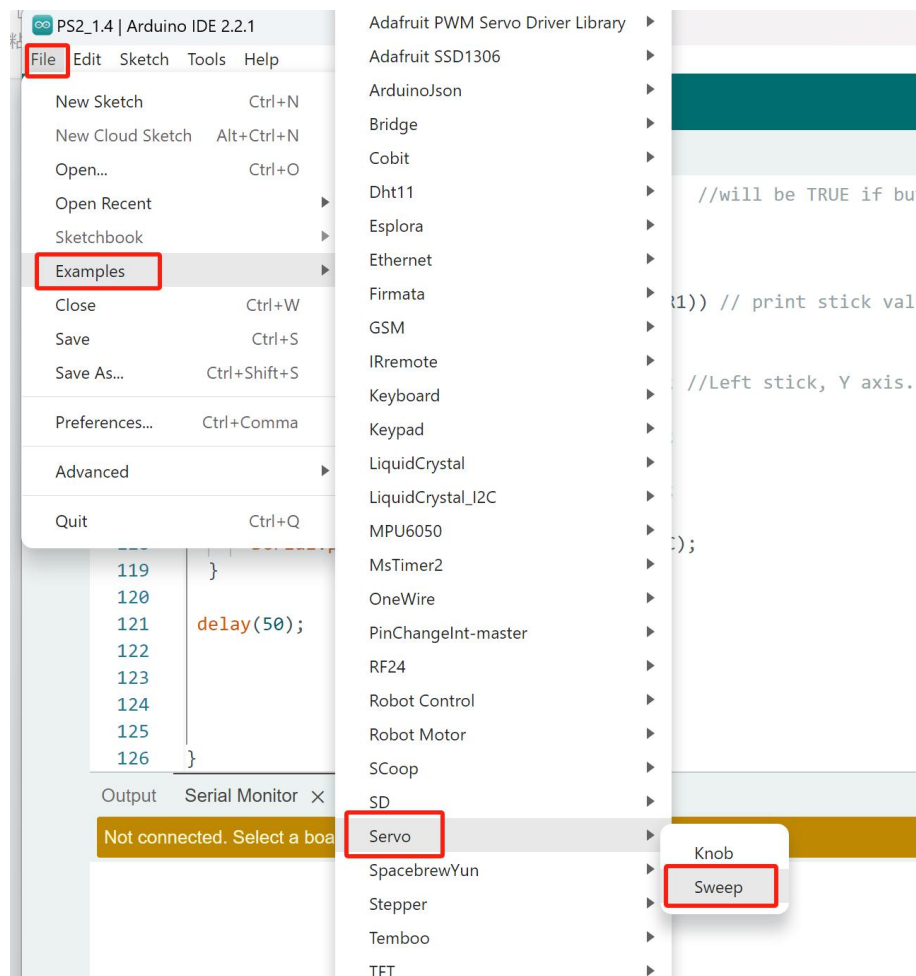 PS2_1.4 | Arduino IDE 2.2.1
File Edit Sketch Tools Help
New Sketch Ctrl+N
New Cloud Sketch Alt+Ctrl+N
Open... Ctrl+O
Open Recent
Sketchbook
Examples
Close Ctrl+W
Save Ctrl+S
Save As... Ctrl+Shift+S
Preferences... Ctrl+Comma
Advanced
Quit Ctrl+Q
Adafruit PWM Servo Driver Library
Adafruit SSD1306
ArduinoJson
Bridge
Cobit
Dht11
Esplora
Ethernet
Firmata
GSM
IRremote
Keyboard
Keypad
LiquidCrystal
LiquidCrystal_I2C
MPU6050
MsTimer2
OneWire
PinChangeInt-master
RF24
Robot Control
Robot Motor
SCoop
SD
Servo
SpacebrewYun
Stepper
Temboo
TFT
Knob
Sweep
//will be TRUE if bu
R1)) // print stick val
//Left stick, Y axis.
);
119 }
120
121 delay(50);
122
123
124
125
126 }
Output Serial Monitor
Not connected. Select a boa